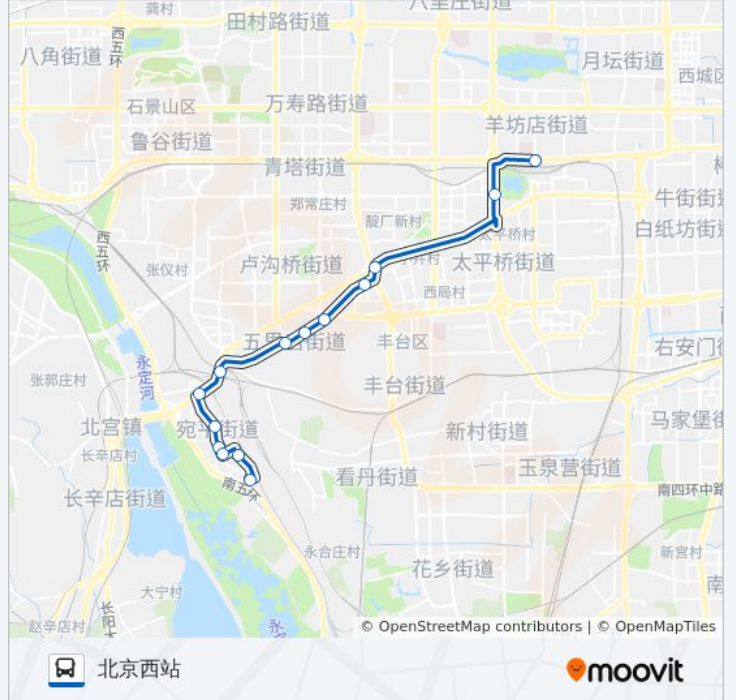 龚村
八里庄街道
田村路街道
西五环
八角街道
月坛街道
西城区
石景山区
万寿路街道
羊坊店街道
鲁谷街道
青塔街道
牛街街道
郑常庄村
靛厂新村
白纸坊街道
太平桥村
西五环
张仪村
卢沟桥街道
太平桥街道
西局村
五里店街道
丰台区
右安门街
永定河
张郭庄村
丰台街道
北宫镇
宛平街道
新村街道
马家堡街
长辛店村
看丹街道
玉泉营街道
南五环
长辛店街道
南四环中路
永合庄村
新宫村
花乡街道
大宁村
南
赵辛店村
© OpenStreetMap contributors | © OpenMapTiles
北京西站
moovit